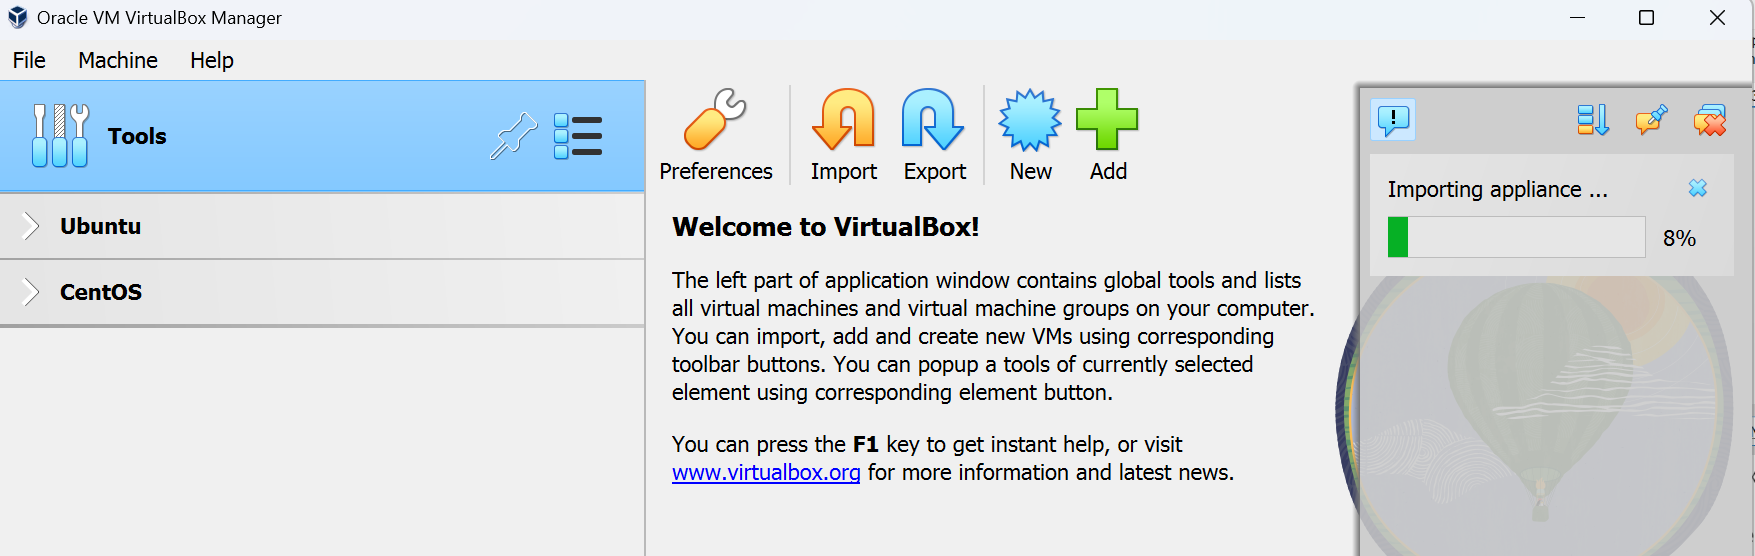 Oracle VM VirtualBox Manager
File Machine Help
Tools
Ubuntu
CentOS
Preferences Import Export New Add
Welcome to VirtualBox!
The left part of application window contains global tools and lists
all virtual machines and virtual machine groups on your computer.
You can import, add and create new VMs using corresponding
toolbar buttons. You can popup a tools of currently selected
element using corresponding element button.
You can press the F1 key to get instant help, or visit
www.virtualbox.org for more information and latest news.
Importing appliance ...
8%